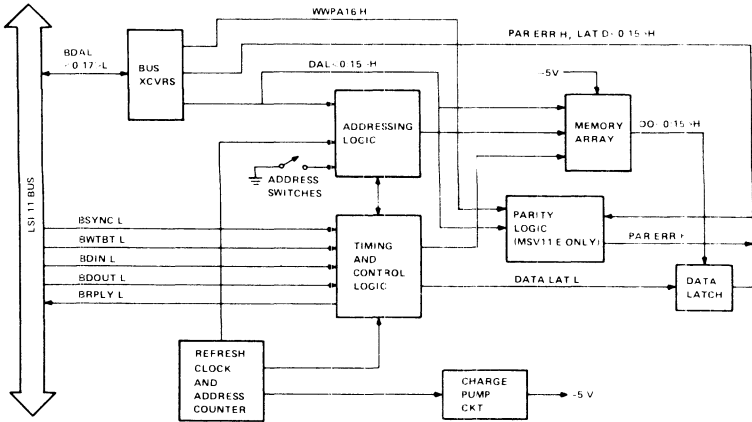 WWPA16 H
PAR ERR H, LAT D 0 15 H
BDAL
0 17 L
BUS
XCVRS
DAL 0 15 H
-5V
ADDRESSING
LOGIC
MEMORY
ARRAY
DO 0 15 H
ADDRESS
SWITCHES
LSI 11 BUS
BSYNC L
BWTBT L
BDIN L
BDOUT L
BRPLY L
TIMING
AND
CONTROL
LOGIC
PARITY
LOGIC
(MSV11 E ONLY)
PAR ERR
DATA LAT L
DATA
LATCH
REFRESH
CLOCK
AND
ADDRESS
COUNTER
CHARGE
PUMP
CKT
-5 V